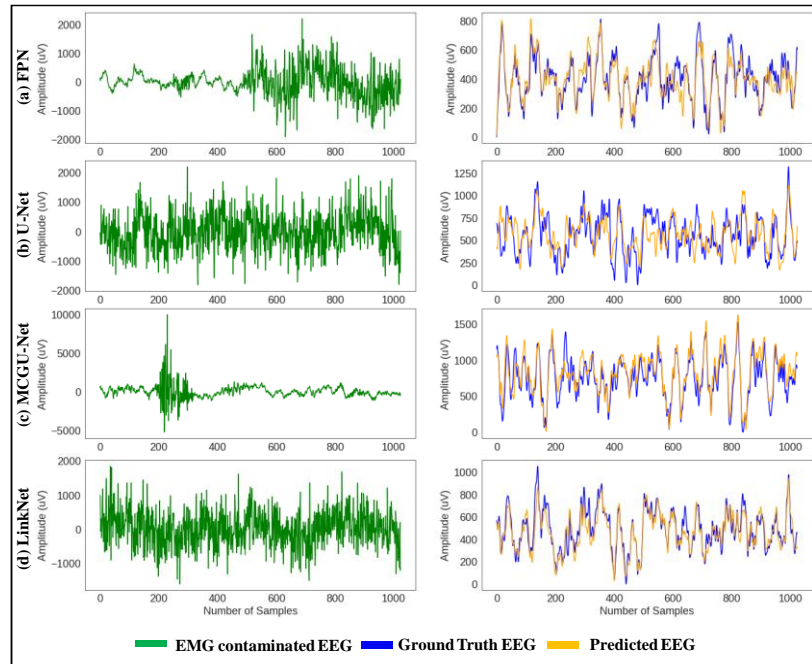 (a) FPN
Amplitude (uV)
2000
1000
0
−1000
−2000
0 200 400 600 800 1000
Amplitude (uV)
800
600
400
200
0
0 200 400 600 800 1000
(b) U-Net
Amplitude (uV)
2000
1000
0
−1000
−2000
0 200 400 600 800 1000
Amplitude (uV)
1250
1000
750
500
250
0
0 200 400 600 800 1000
(c) MCGU-Net
Amplitude (uV)
10000
5000
0
−5000
0 200 400 600 800 1000
Amplitude (uV)
1500
1000
500
0
0 200 400 600 800 1000
(d) LinkNet
Amplitude (uV)
2000
1000
0
−1000
0 200 400 600 800 1000
Number of Samples
Amplitude (uV)
1000
800
600
400
200
0
0 200 400 600 800 1000
Number of Samples
EMG contaminated EEG Ground Truth EEG Predicted EEG